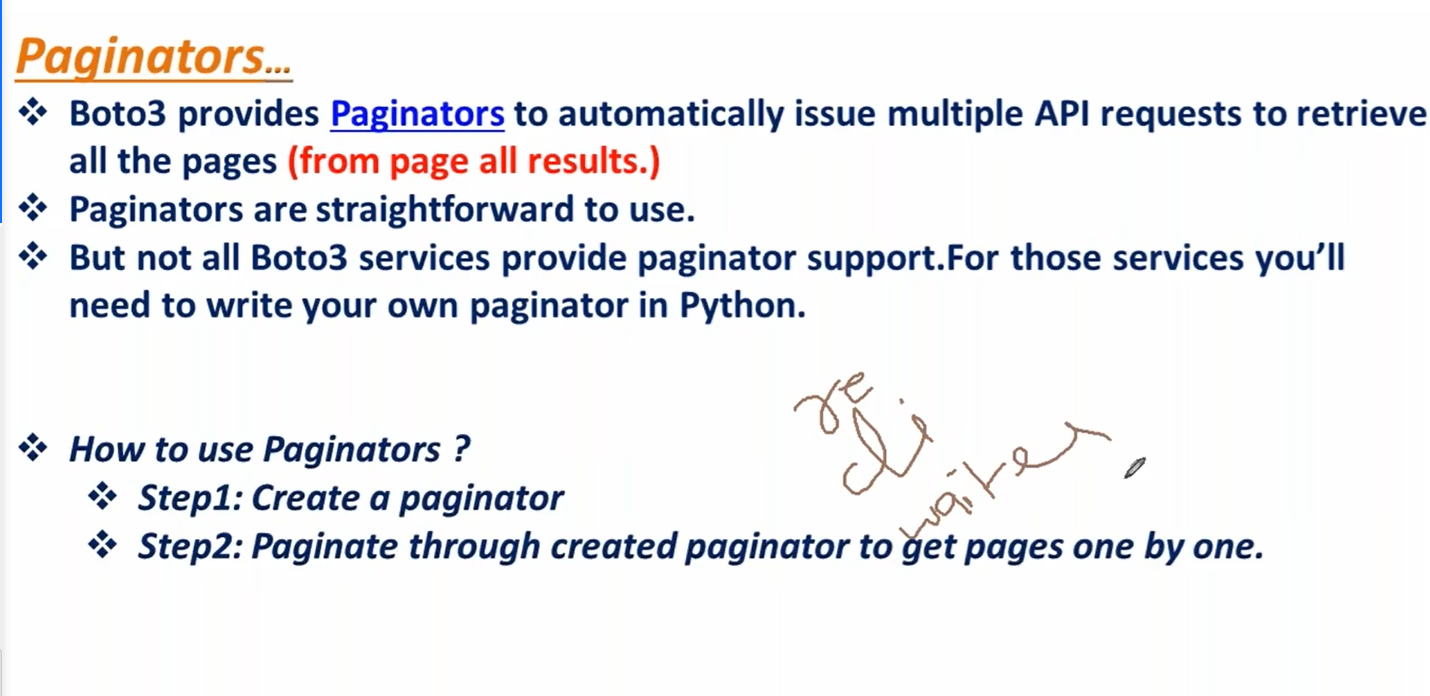 Paginators...
❖ Boto3 provides Paginators to automatically issue multiple API requests to retrieve
all the pages (from page all results.)
❖ Paginators are straightforward to use.
❖ But not all Boto3 services provide paginator support.For those services you’ll
need to write your own paginator in Python.
re
cli
waiter
❖ How to use Paginators ?
❖ Step1: Create a paginator
❖ Step2: Paginate through created paginator to get pages one by one.